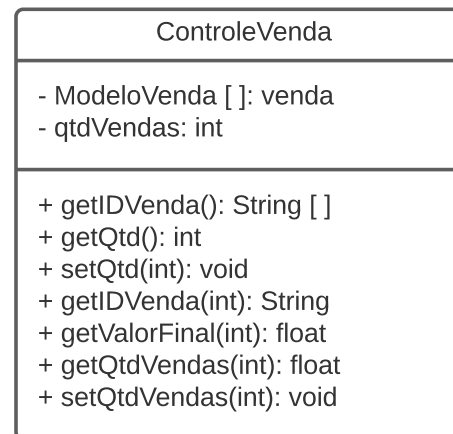 ControleVenda
- ModeloVenda [ ]: venda
- qtdVendas: int
+ getIDVenda(): String [ ]
+ getQtd(): int
+ setQtd(int): void
+ getIDVenda(int): String
+ getValorFinal(int): float
+ getQtdVendas(int): float
+ setQtdVendas(int): void